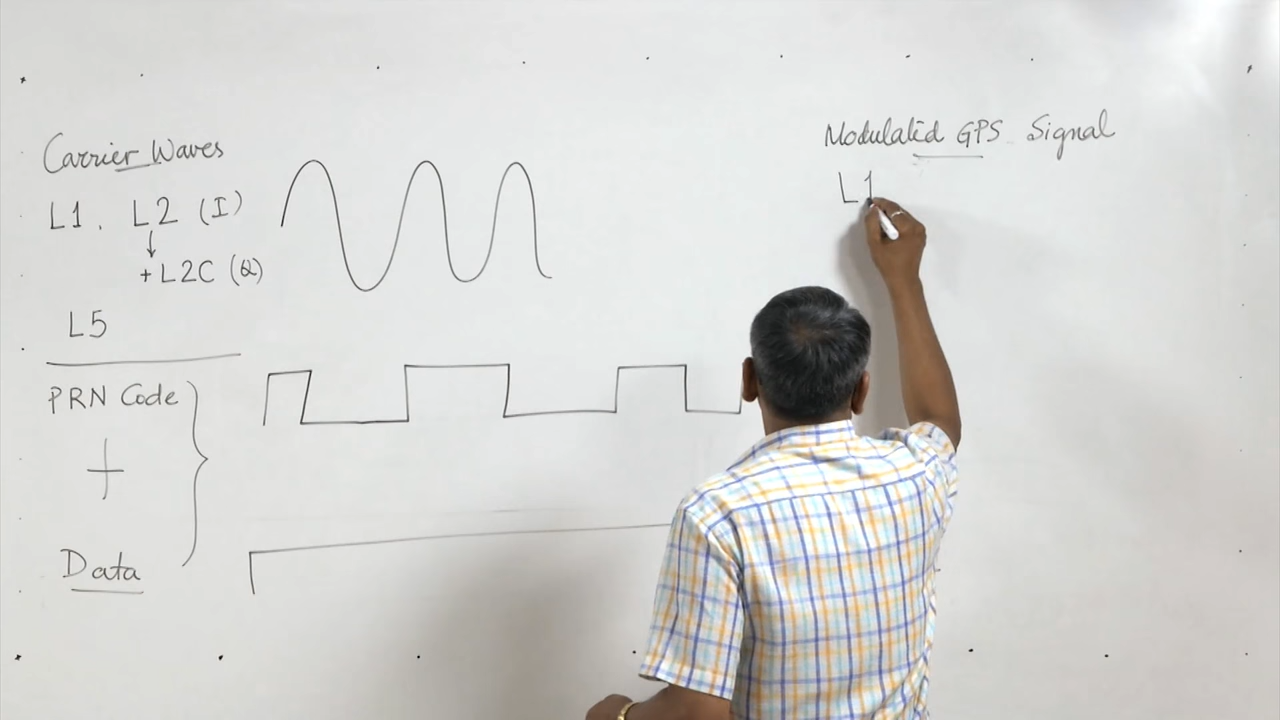 Carrier Waves
L1, L2 (I)
↓
+ L2C (Q)
L5
PRN Code
+
Data
Modulated GPS Signal
L1